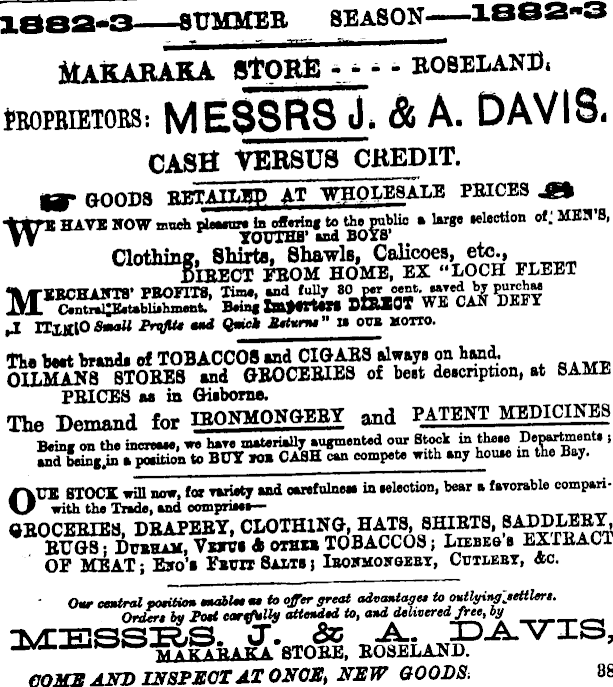 1882-3—SUMMER SEASON—1882-3
MAKARAKA STORE - - - - ROSELAND.
PROPRIETORS: MESSRS J. & A. DAVIS.
CASH VERSUS CREDIT.
GOODS RETAILED AT WHOLESALE PRICES
WE HAVE NOW much pleasure in offering to the public a large selection of MEN'S,
YOUTHS' and BOYS'
Clothing, Shirts, Shawls, Calicoes, etc.,
DIRECT FROM HOME, EX "LOCH FLEET
MERCHANTS' PROFITS, Time, and fully 30 per cent. saved by purchas
Central Establishment. Being Importers DIRECT WE CAN DEFY
Small Profits and Quick Returns" IS OUR MOTTO.
The best brands of TOBACCOS and CIGARS always on hand.
OILMANS STORES and GROCERIES of best description, at SAME
PRICES as in Gisborne.
The Demand for IRONMONGERY and PATENT MEDICINES
Being on the increase, we have materially augmented our Stock in these Departments ;
and being in a position to BUY FOR CASH can compete with any house in the Bay.
OUR STOCK will now, for variety and carefulness in selection, bear a favorable compari-
with the Trade, and comprises—
GROCERIES, DRAPERY, CLOTHING, HATS, SHIRTS, SADDLERY,
RUGS; DURHAM, VENUS & OTHER TOBACCOS; LIEBEG'S EXTRACT
OF MEAT; ENO'S FRUIT SALTS; IRONMONGERY, CUTLERY, &C.
Our central position enables us to offer great advantages to outlying settlers.
Orders by Post carefully attended to, and delivered free, by
MESSRS. J. & A. DAVIS,
MAKARAKA STORE, ROSELAND.
COME AND INSPECT AT ONCE, NEW GOODS. 38